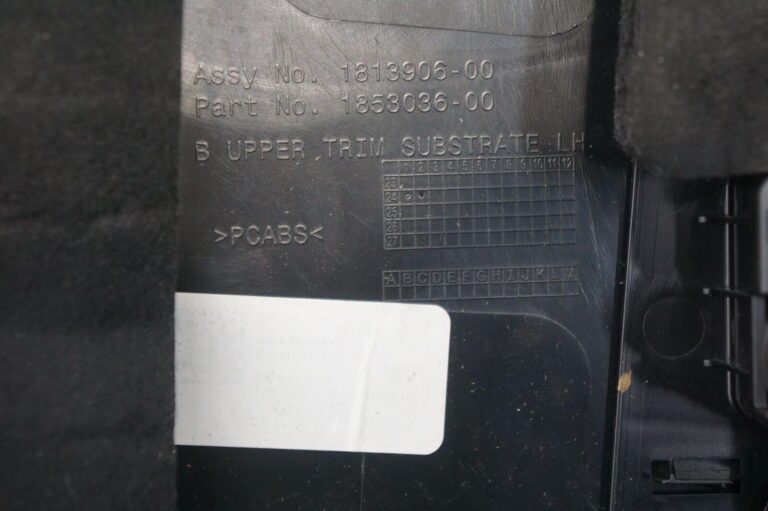 Assy No. 1813906-00
Part No. 1853036-00
B UPPER TRIM SUBSTRATE LH
1 2 3 4 5 6 7 8 9 10 11 12
23
24
25
26
27
>PCABS<
A B C D E F G H I J K L M